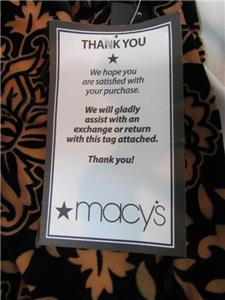 THANK YOU
★
We hope you
are satisfied with
your purchase.
We will gladly
assist with an
exchange or return
with this tag attached.
Thank you!
★macy's